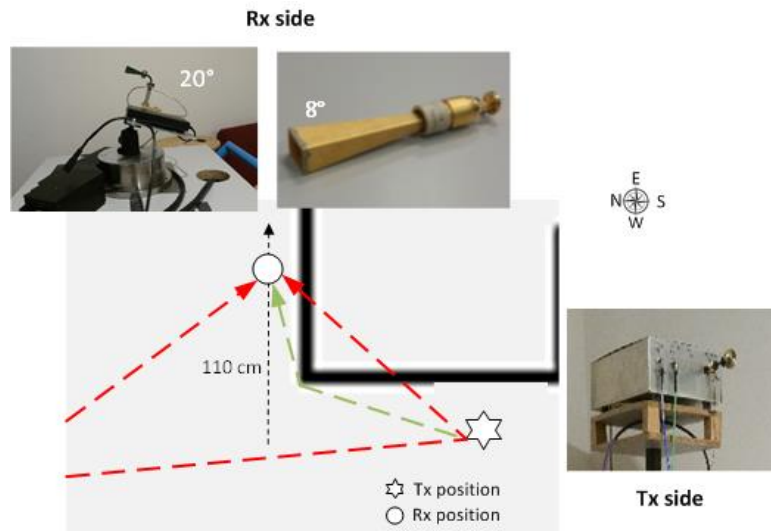 Rx side
20°
8°
E
N S
W
110 cm
Tx position
Rx position
Tx side